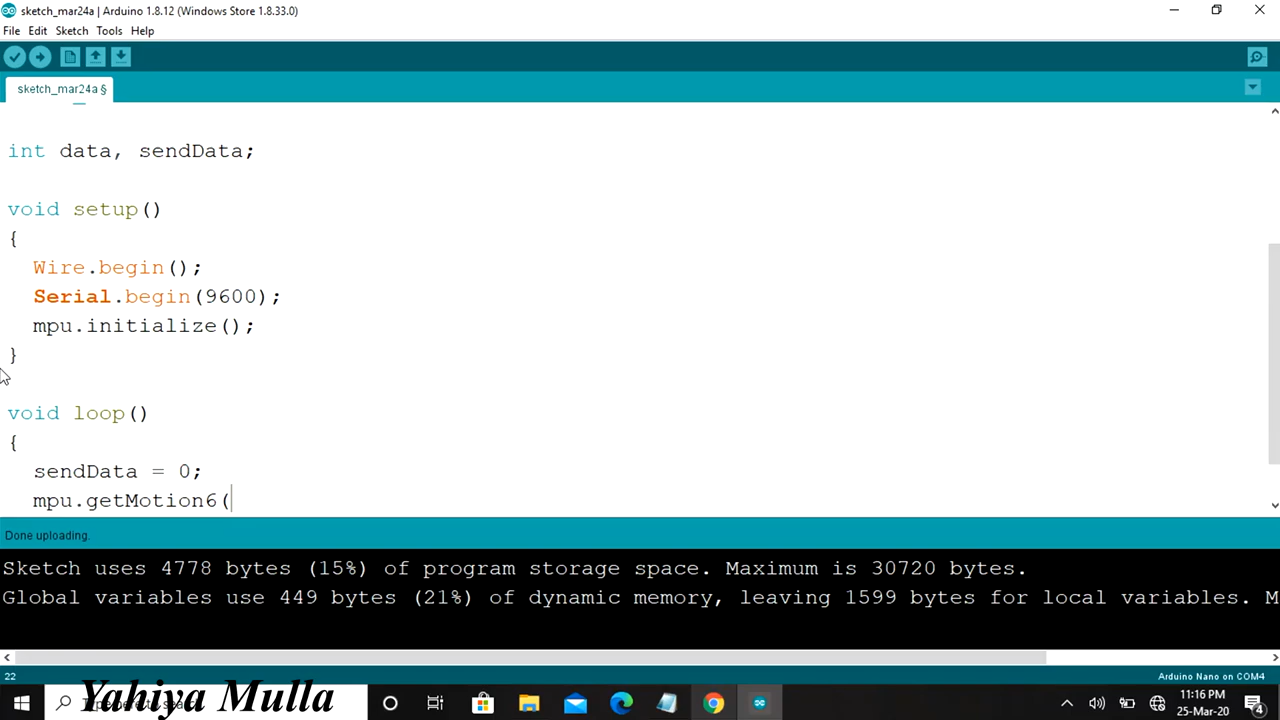 sketch_mar24a | Arduino 1.8.12 (Windows Store 1.8.33.0)
File Edit Sketch Tools Help
sketch_mar24a §
int data, sendData;
void setup()
{
Wire.begin();
Serial.begin(9600);
mpu.initialize();
}
void loop()
{
sendData = 0;
mpu.getMotion6(
Done uploading.
Sketch uses 4778 bytes (15%) of program storage space. Maximum is 30720 bytes.
Global variables use 449 bytes (21%) of dynamic memory, leaving 1599 bytes for local variables. M
22
Arduino Nano on COM4
Yahiya Mulla
11:16 PM
25-Mar-20
4